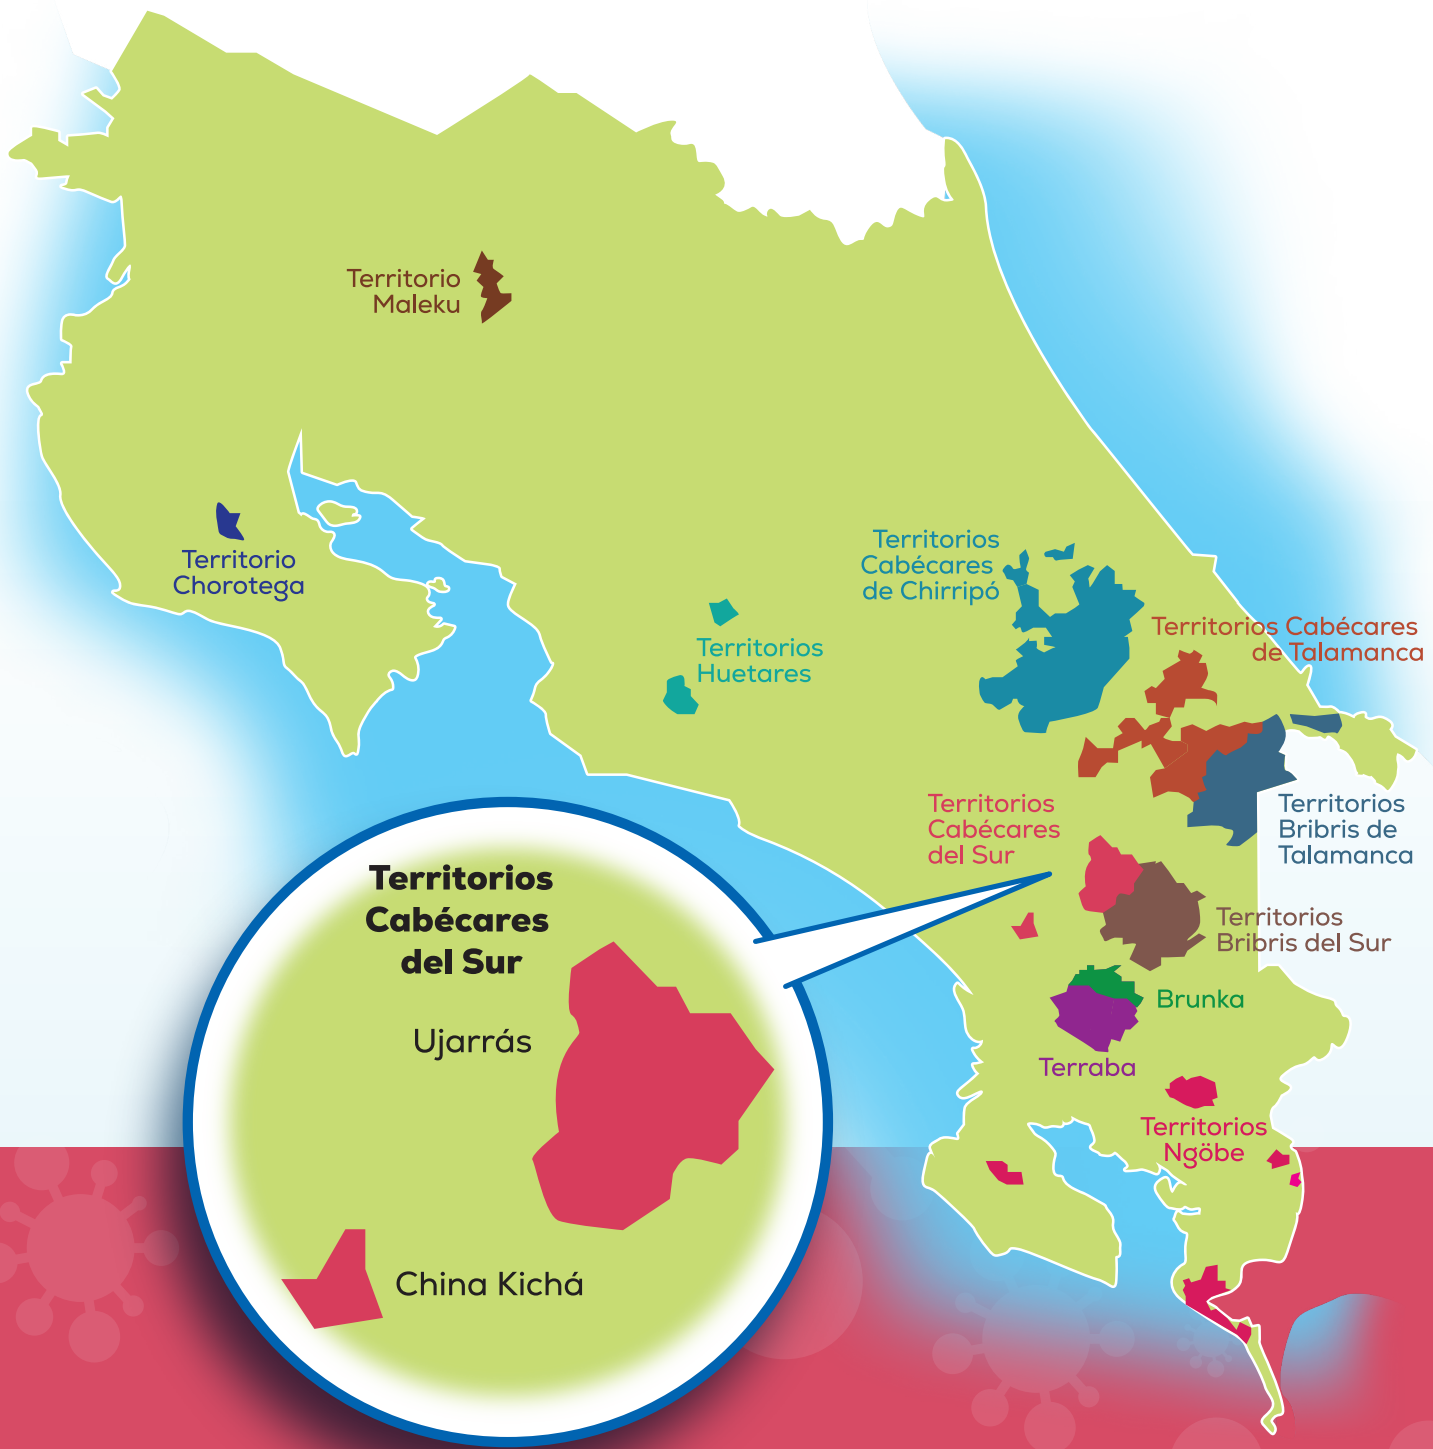 Territorio
Maleku
Territorio
Chorotega
Territorios
Cabécares
de Chirripó
Territorios
Huetares
Territorios Cabécares
de Talamanca
Territorios
Cabécares
del Sur
Territorios
Bribris de
Talamanca
Territorios
Bribris del Sur
Brunka
Terraba
Territorios
Ngöbe
Territorios
Cabécares
del Sur
Ujarrás
China Kichá